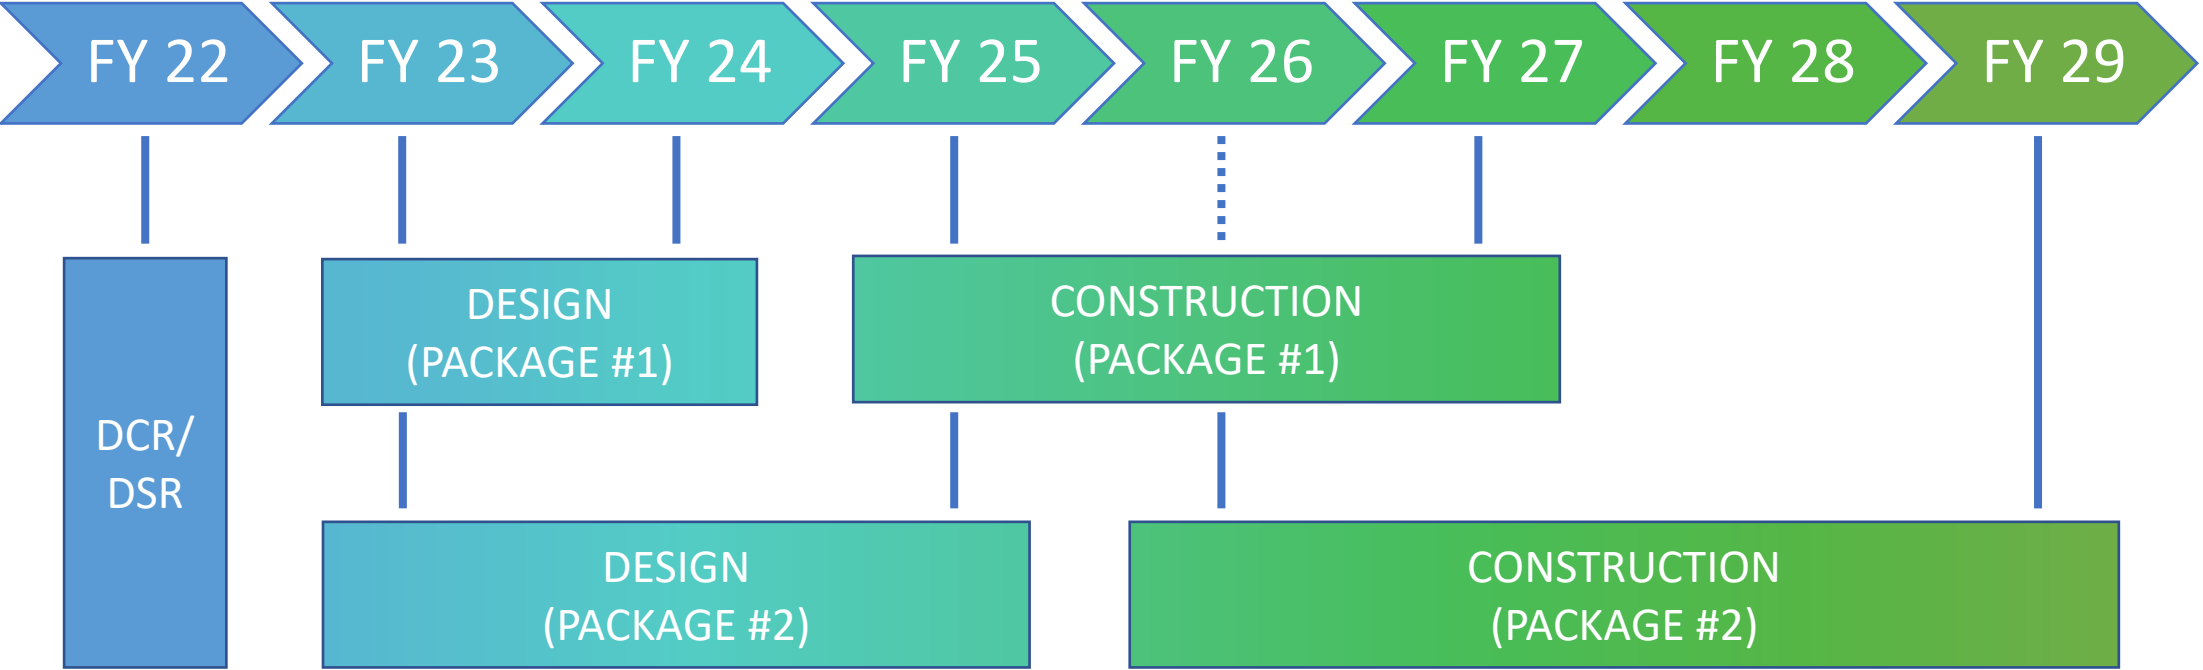 FY 22
FY 23
FY 24
FY 25
FY 26
FY 27
FY 28
FY 29
DCR/
DSR
DESIGN
(PACKAGE #1)
CONSTRUCTION
(PACKAGE #1)
DESIGN
(PACKAGE #2)
CONSTRUCTION
(PACKAGE #2)